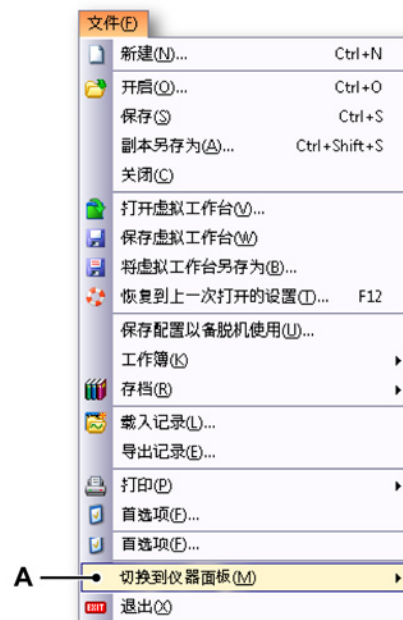 文件(F)
新建(N)... Ctrl+N
开启(O)... Ctrl+O
保存(S) Ctrl+S
副本另存为(A)... Ctrl+Shift+S
关闭(C)
打开虚拟工作台(V)...
保存虚拟工作台(W)
将虚拟工作台另存为(B)...
恢复到上一次打开的设置(T)... F12
保存配置以备脱机使用(U)...
工作簿(K)
存档(R)
载入记录(L)...
导出记录(E)...
打印(P)
首选项(F)...
首选项(F)...
A 切换到仪器面板(M)
EXIT 退出(X)